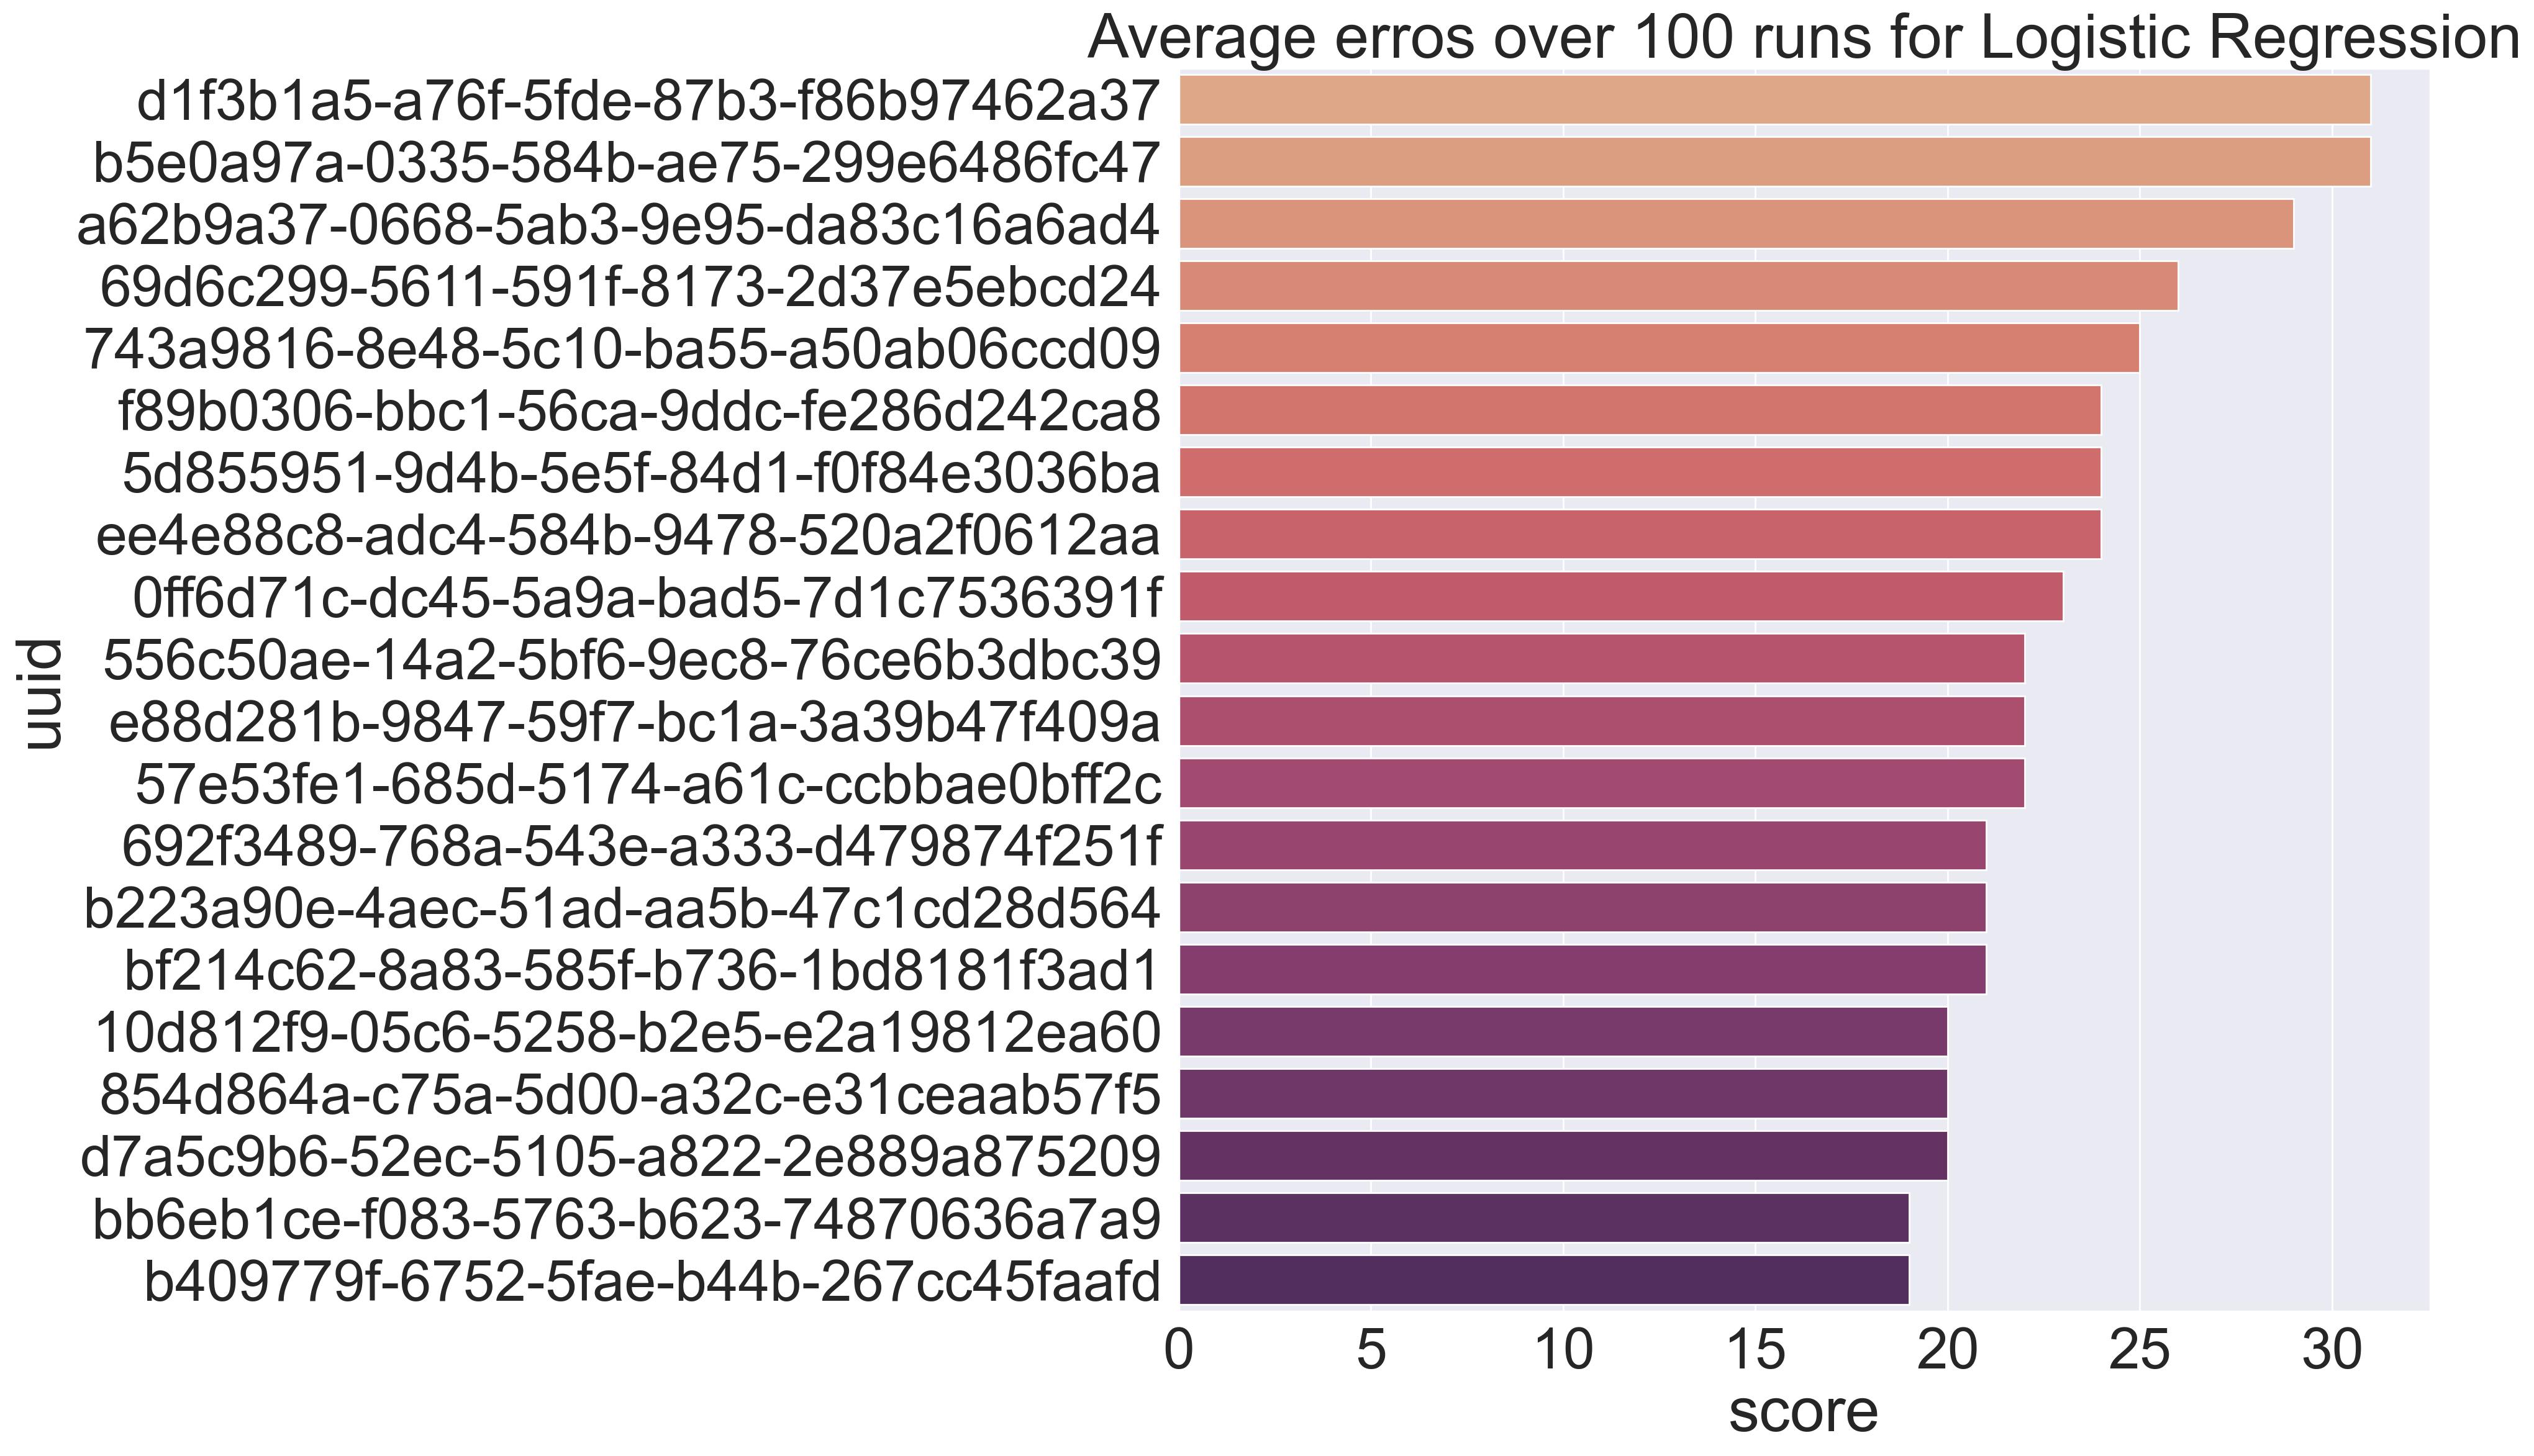 Average erros over 100 runs for Logistic Regression
d1f3b1a5-a76f-5fde-87b3-f86b97462a37
b5e0a97a-0335-584b-ae75-299e6486fc47
a62b9a37-0668-5ab3-9e95-da83c16a6ad4
69d6c299-5611-591f-8173-2d37e5ebcd24
743a9816-8e48-5c10-ba55-a50ab06ccd09
f89b0306-bbc1-56ca-9ddc-fe286d242ca8
5d855951-9d4b-5e5f-84d1-f0f84e3036ba
ee4e88c8-adc4-584b-9478-520a2f0612aa
0ff6d71c-dc45-5a9a-bad5-7d1c7536391f
556c50ae-14a2-5bf6-9ec8-76ce6b3dbc39
e88d281b-9847-59f7-bc1a-3a39b47f409a
57e53fe1-685d-5174-a61c-ccbbae0bff2c
692f3489-768a-543e-a333-d479874f251f
b223a90e-4aec-51ad-aa5b-47c1cd28d564
bf214c62-8a83-585f-b736-1bd8181f3ad1
10d812f9-05c6-5258-b2e5-e2a19812ea60
854d864a-c75a-5d00-a32c-e31ceaab57f5
d7a5c9b6-52ec-5105-a822-2e889a875209
bb6eb1ce-f083-5763-b623-74870636a7a9
b409779f-6752-5fae-b44b-267cc45faafd
uuid
0 5 10 15 20 25 30
score